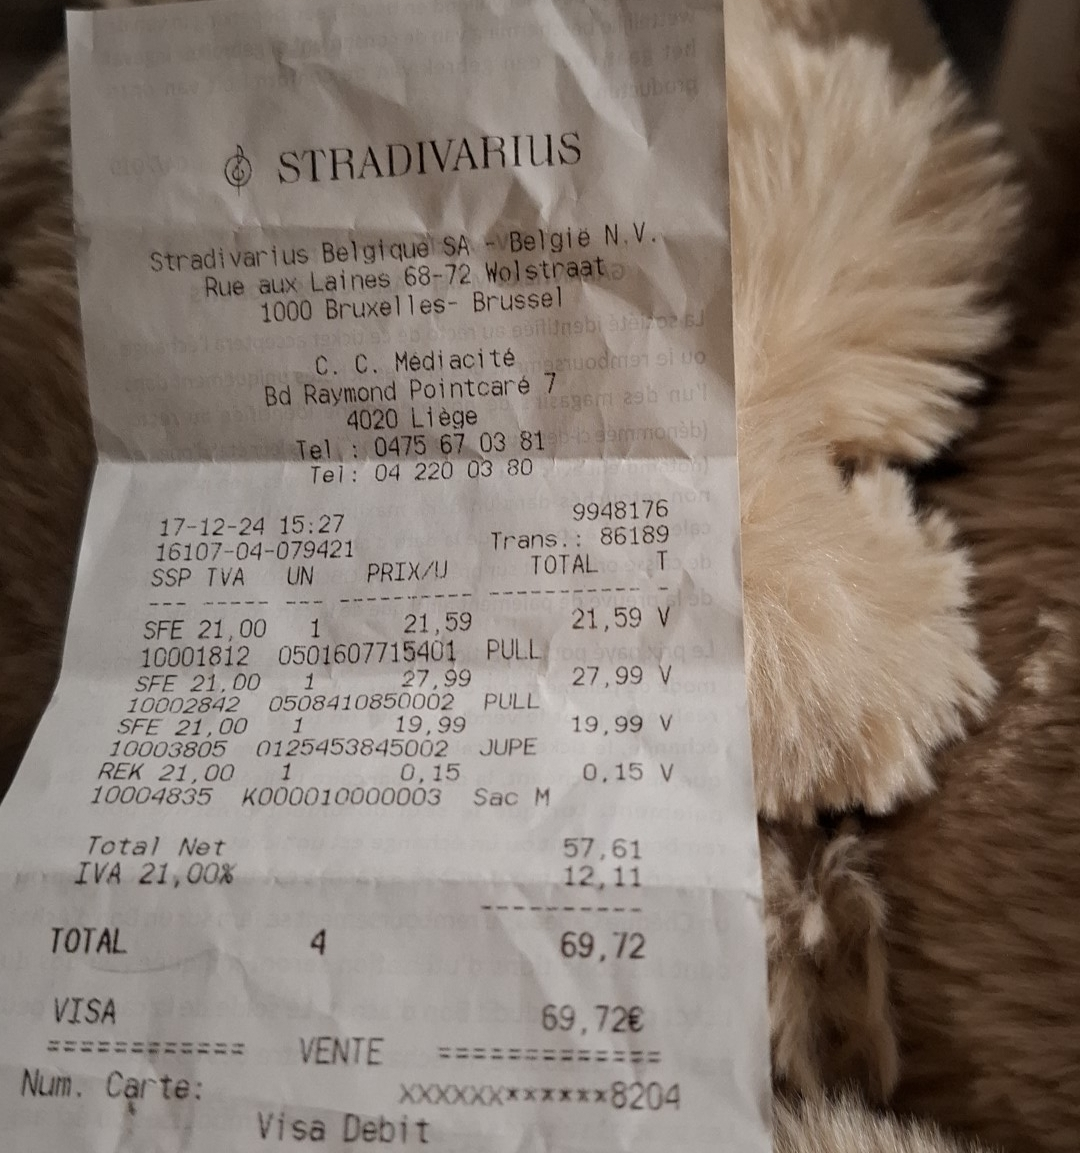 STRADIVARIUS
Stradivarius Belgique SA - België N.V.
Rue aux Laines 68-72 Wolstraat
1000 Bruxelles- Brussel
C. C. Médiacité
Bd Raymond Pointcaré 7
4020 Liège
Tel : 0475 67 03 81
Tel: 04 220 03 80
17-12-24 15:27 9948176
16107-04-079421 Trans.: 86189
SSP TVA UN PRIX/U TOTAL T
--- ----- --- ---------- ---------- -
SFE 21,00 1 21,59 21,59 V
10001812 0501607715401 PULL
SFE 21,00 1 27,99 27,99 V
10002842 0508410850002 PULL
SFE 21,00 1 19,99 19,99 V
10003805 0125453845002 JUPE
REK 21,00 1 0,15 0,15 V
10004835 K000010000003 Sac M
Total Net 57,61
IVA 21,00% 12,11
----------
TOTAL 4 69,72
VISA 69,72€
============ VENTE =============
Num. Carte: XXXXXX******8204
Visa Debit